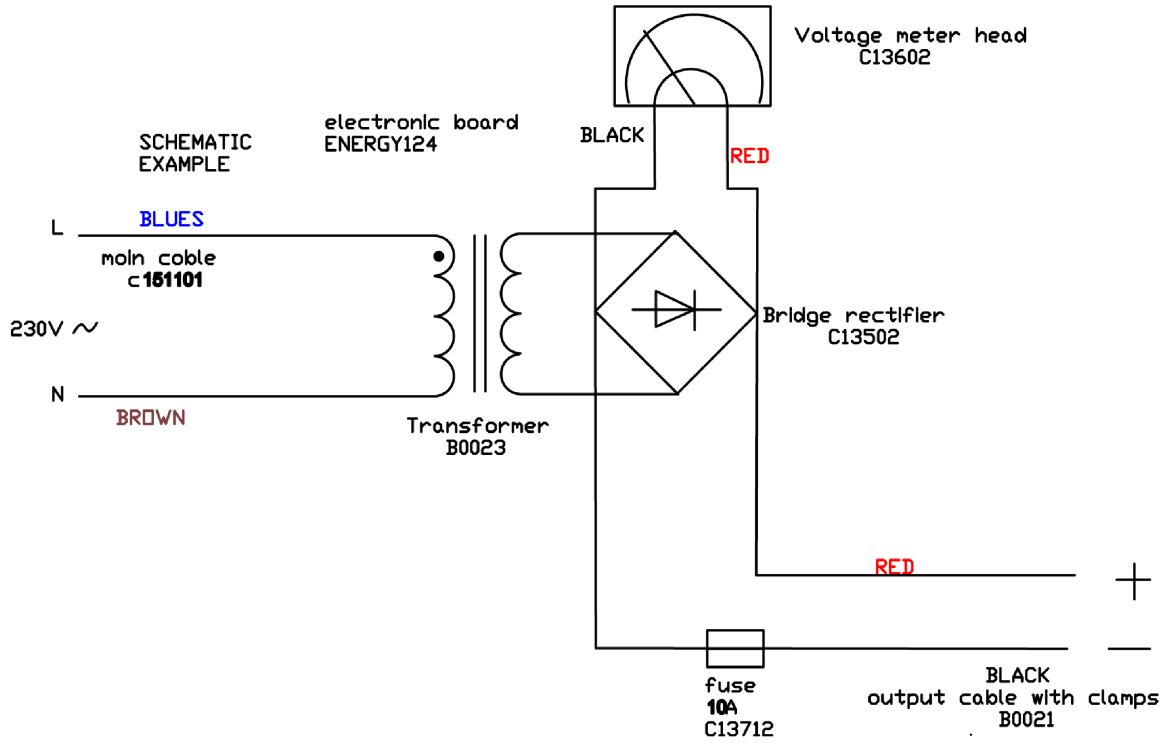 Voltage meter head
C13602
electronic board
ENERGY124
SCHEMATIC
EXAMPLE
BLACK
RED
L
BLUES
moin coble
c151101
230V ~
Bridge rectifier
C13502
N
BROWN
Transformer
B0023
RED
+
−
fuse
10A
C13712
BLACK
output cable with clamps
B0021